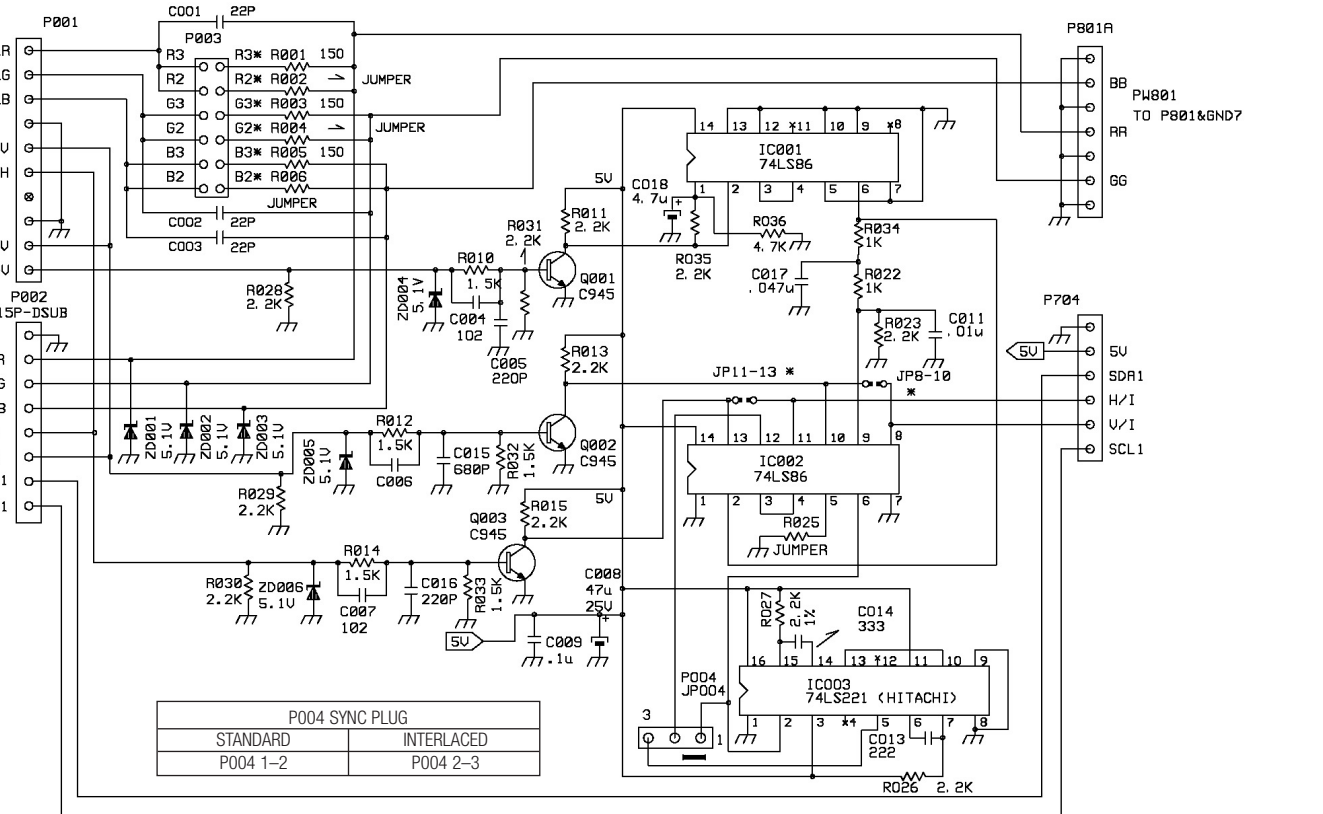 P001
C001 22P
P003
R3 R3* R001 150
R2 R2* R002 JUMPER
G3 G3* R003 150
G2 G2* R004 JUMPER
B3 B3* R005 150
B2 B2* R006
JUMPER
C002 22P
C003 22P
R
G
B
V
H
V
V
P002
15P-DSUB
R
G
B
1
1
P801A
BB
PW801
TO P801&GND7
RR
GG
14 13 12 *11 10 9 *8
IC001
74LS86
1 2 3 4 5 6 7
5V
C018
4.7u
+
R011
2.2K
R031
2.2K
R035
2.2K
R036
4.7K
R034
1K
C017
.047u
R022
1K
R023
2.2K
C011
.01u
R010
1.5K
Q001
C945
R028
2.2K
ZD004
5.1V
C004
102
C005
220P
R013
2.2K
JP11-13 *
JP8-10
*
P704
5V
5V
SDA1
H/I
V/I
SCL1
ZD001
5.1V
ZD002
5.1V
ZD003
5.1V
R012
1.5K
ZD005
5.1V
C006
C015
680P
R032
1.5K
Q002
C945
R029
2.2K
14 13 12 11 10 9 8
IC002
74LS86
1 2 3 4 5 6 7
R025
JUMPER
5V
R015
2.2K
Q003
C945
R014
1.5K
R030
2.2K
ZD006
5.1V
C007
102
C016
220P
R033
1.5K
C008
47u
25V
+
5V
C009
.1u
R027
2.2K
1%
C014
333
16 15 14 13 *12 11 10 9
IC003
74LS221 (HITACHI)
1 2 3 *4 5 6 7 8
P004
JP004
3
1
C013
222
R026 2.2K
P004 SYNC PLUG
STANDARD INTERLACED
P004 1–2 P004 2–3